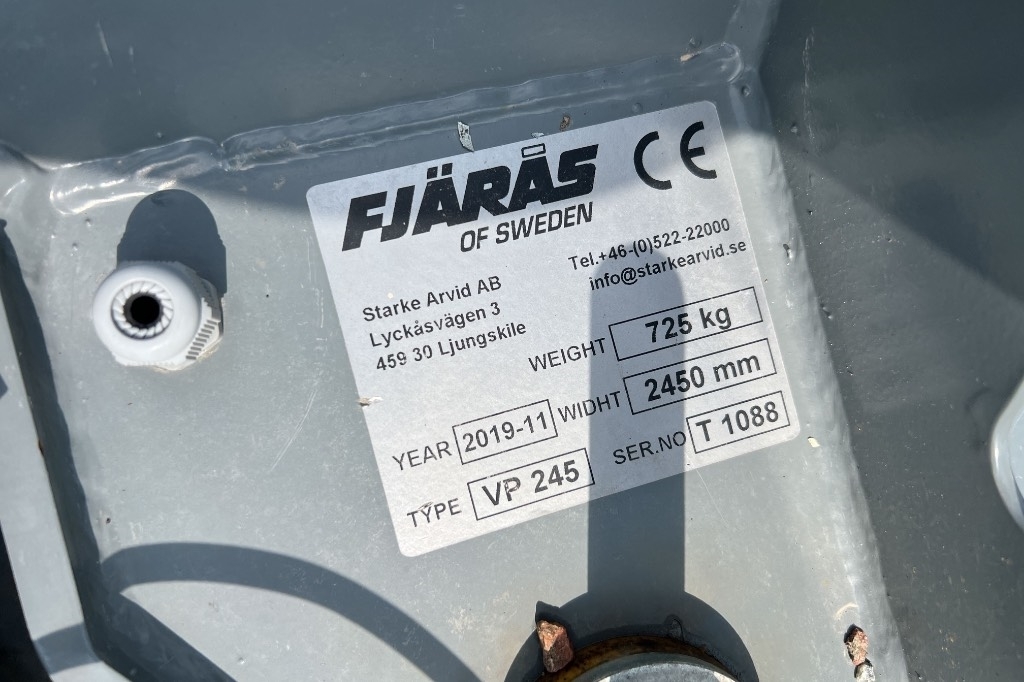 FJÄRÅS
OF SWEDEN
CE
Starke Arvid AB
Lyckåsvägen 3
459 30 Ljungskile
Tel.+46-(0)522-22000
info@starkearvid.se
WEIGHT 725 kg
YEAR 2019-11 WIDHT 2450 mm
TYPE VP 245 SER.NO T 1088